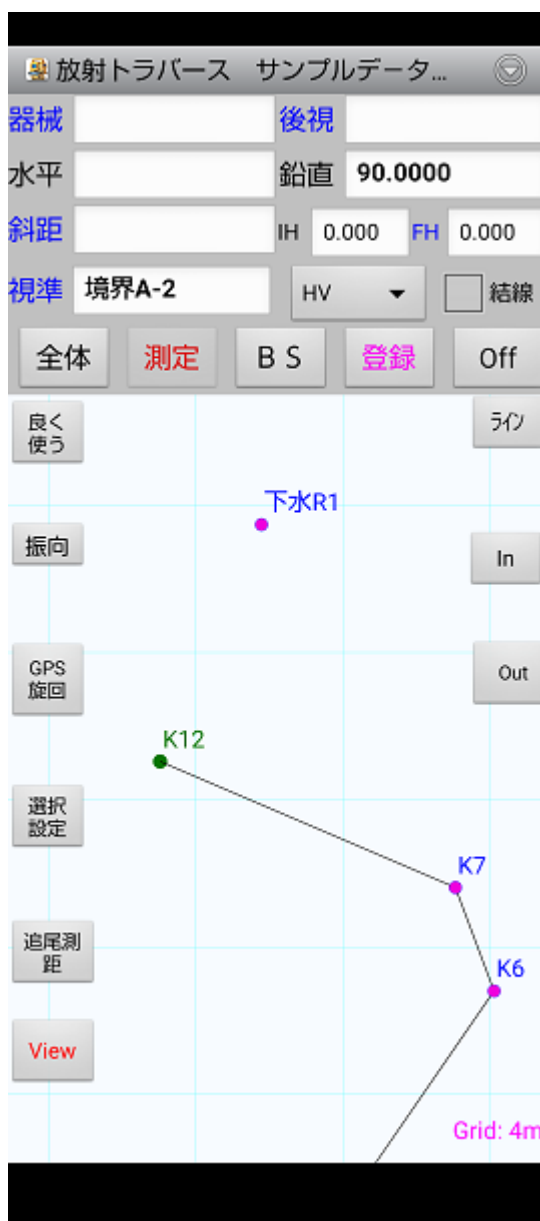 放射トラバース　サンプルデータ...
器械 後視
水平 鉛直 90.0000
斜距 IH 0.000 FH 0.000
視準 境界A-2 HV 結線
全体 測定 ＢＳ 登録 Off
良く
使う
ﾗｲﾝ
下水R1
振向
In
GPS
旋回
Out
K12
選択
設定
K7
追尾測
距
K6
View
Grid: 4m